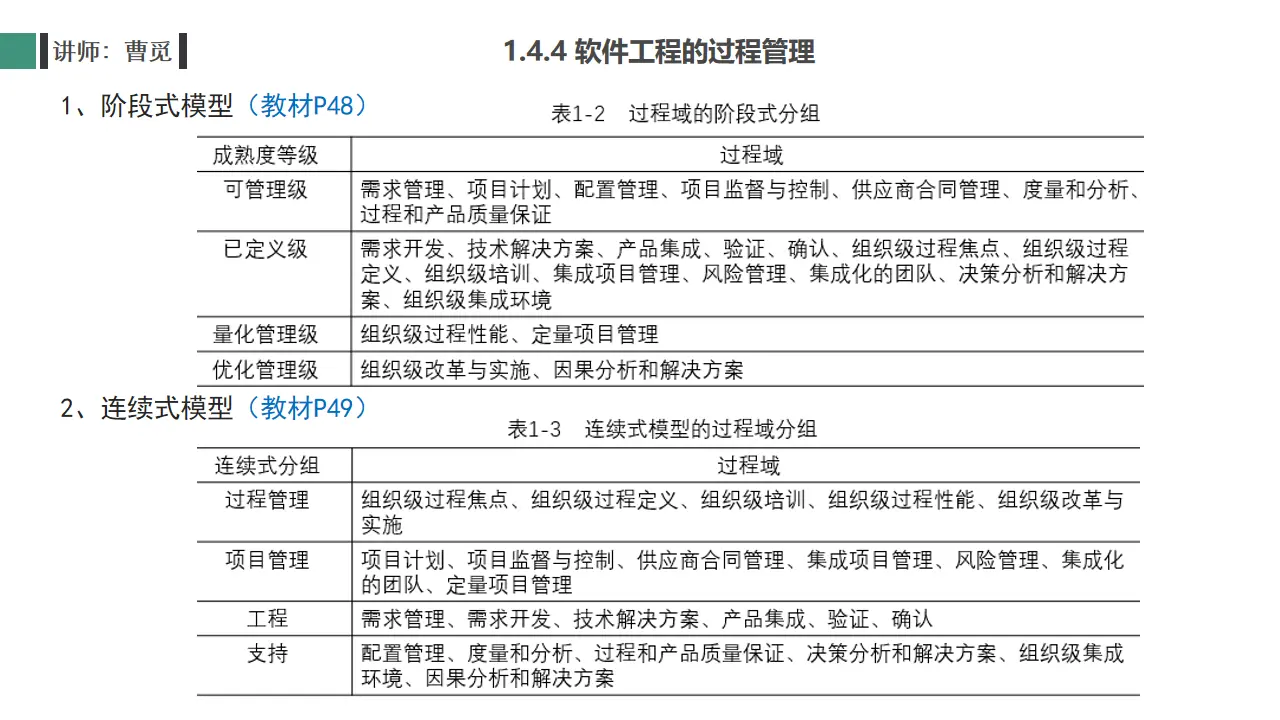 讲师：曹觅
1.4.4 软件工程的过程管理
1、阶段式模型（教材P48）
表1-2 过程域的阶段式分组
成熟度等级 过程域
可管理级 需求管理、项目计划、配置管理、项目监督与控制、供应商合同管理、度量和分析、
过程和产品质量保证
已定义级 需求开发、技术解决方案、产品集成、验证、确认、组织级过程焦点、组织级过程
定义、组织级培训、集成项目管理、风险管理、集成化的团队、决策分析和解决方
案、组织级集成环境
量化管理级 组织级过程性能、定量项目管理
优化管理级 组织级改革与实施、因果分析和解决方案
2、连续式模型（教材P49）
表1-3 连续式模型的过程域分组
连续式分组 过程域
过程管理 组织级过程焦点、组织级过程定义、组织级培训、组织级过程性能、组织级改革与
实施
项目管理 项目计划、项目监督与控制、供应商合同管理、集成项目管理、风险管理、集成化
的团队、定量项目管理
工程 需求管理、需求开发、技术解决方案、产品集成、验证、确认
支持 配置管理、度量和分析、过程和产品质量保证、决策分析和解决方案、组织级集成
环境、因果分析和解决方案